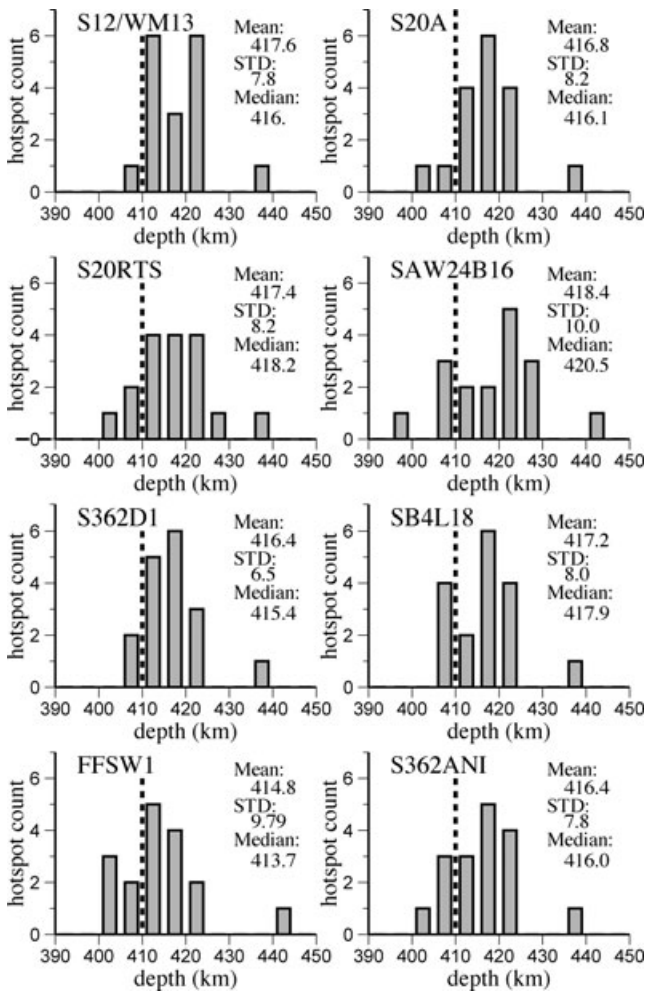 S12/WM13
Mean:
417.6
STD:
7.8
Median:
416.
hotspot count
6
4
2
0
390 400 410 420 430 440 450
depth (km)
S20A
Mean:
416.8
STD:
8.2
Median:
416.1
hotspot count
6
4
2
0
390 400 410 420 430 440 450
depth (km)
S20RTS
Mean:
417.4
STD:
8.2
Median:
418.2
hotspot count
6
4
2
0
390 400 410 420 430 440 450
depth (km)
SAW24B16
Mean:
418.4
STD:
10.0
Median:
420.5
hotspot count
6
4
2
0
390 400 410 420 430 440 450
depth (km)
S362D1
Mean:
416.4
STD:
6.5
Median:
415.4
hotspot count
6
4
2
0
390 400 410 420 430 440 450
depth (km)
SB4L18
Mean:
417.2
STD:
8.0
Median:
417.9
hotspot count
6
4
2
0
390 400 410 420 430 440 450
depth (km)
FFSW1
Mean:
414.8
STD:
9.79
Median:
413.7
hotspot count
6
4
2
0
390 400 410 420 430 440 450
depth (km)
S362ANI
Mean:
416.4
STD:
7.8
Median:
416.0
hotspot count
6
4
2
0
390 400 410 420 430 440 450
depth (km)